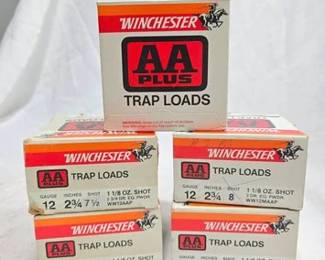 WINCHESTER
AA
PLUS
TRAP LOADS
WINCHESTER
AA
PLUS
TRAP LOADS
GAUGE INCHES SHOT 1 1/8 OZ. SHOT
12 2¾ 7½
WINCHESTER
AA
PLUS
TRAP LOADS
GAUGE INCHES SHOT 1 1/8 OZ. SHOT
12 2¾ 8
WINCHESTER
AA
TRAP LOADS
WINCHESTER
AA
TRAP LOADS